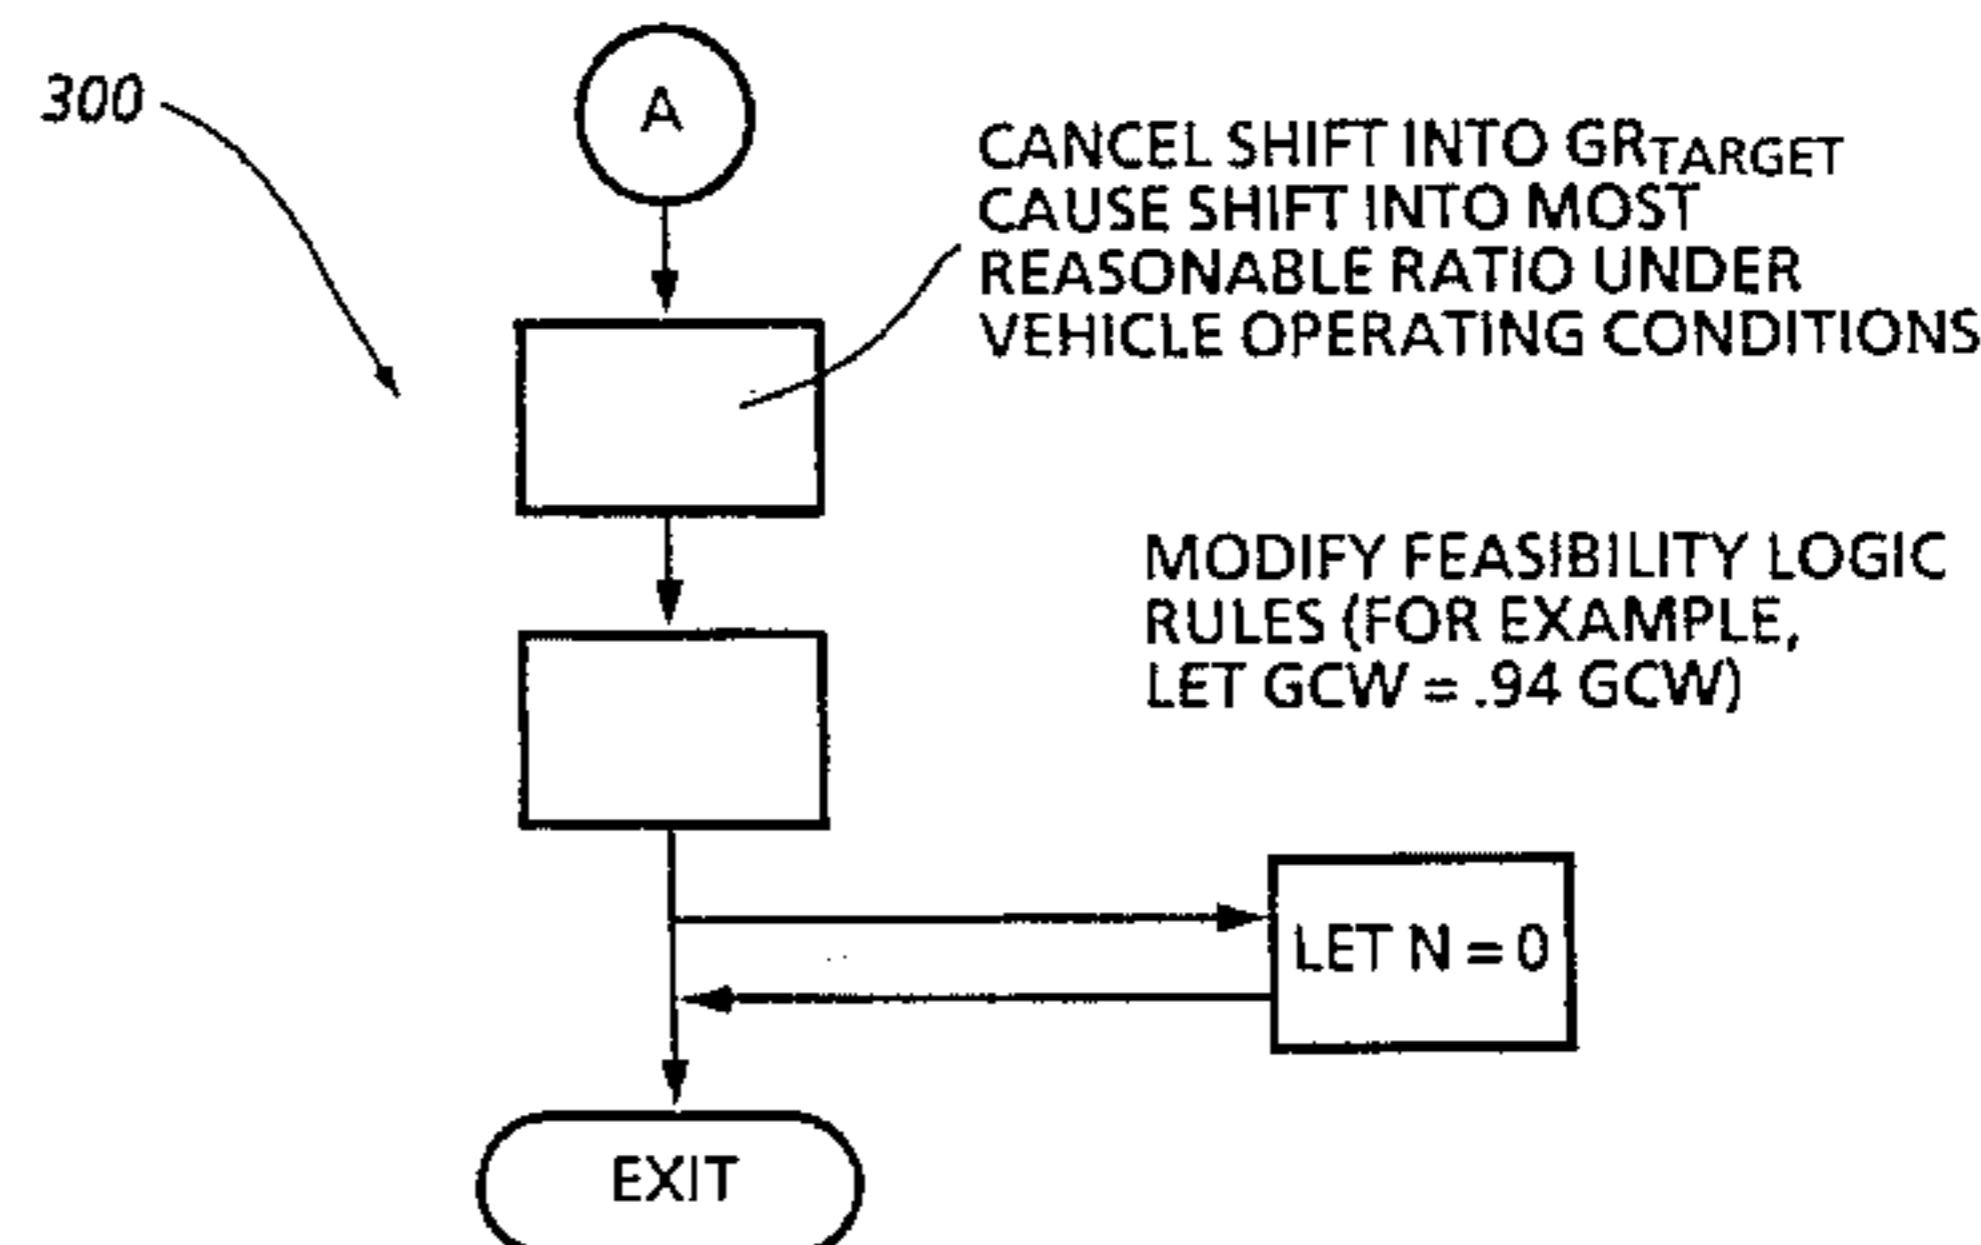 300
A
CANCEL SHIFT INTO GRTARGET
CAUSE SHIFT INTO MOST
REASONABLE RATIO UNDER
VEHICLE OPERATING CONDITIONS
MODIFY FEASIBILITY LOGIC
RULES (FOR EXAMPLE,
LET GCW = .94 GCW)
LET N = 0
EXIT